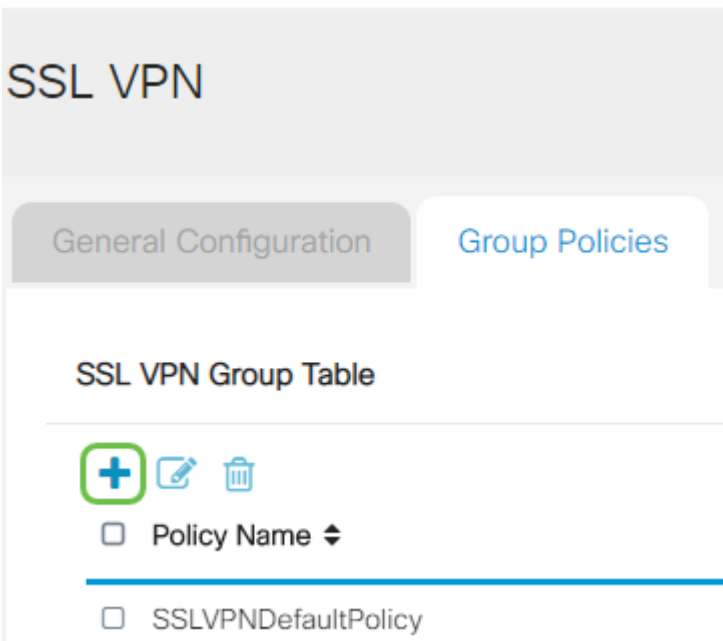 SSL VPN
General Configuration
Group Policies
SSL VPN Group Table
Policy Name
SSLVPNDefaultPolicy